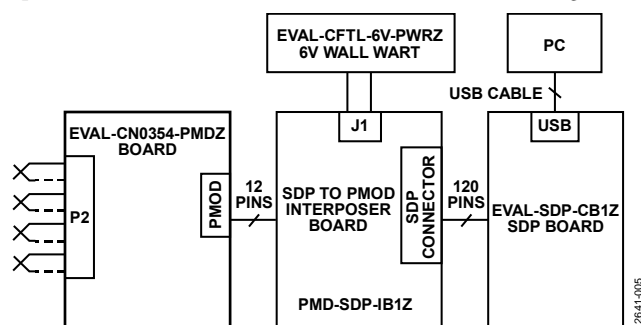 EVAL-CFTL-6V-PWRZ
6V WALL WART
PC
USB CABLE
J1
USB
EVAL-CN0354-PMDZ
BOARD
P2
PMOD
12
PINS
SDP TO PMOD
INTERPOSER
BOARD
SDP
CONNECTOR
120
PINS
EVAL-SDP-CB1Z
SDP BOARD
PMD-SDP-IB1Z
2641-005